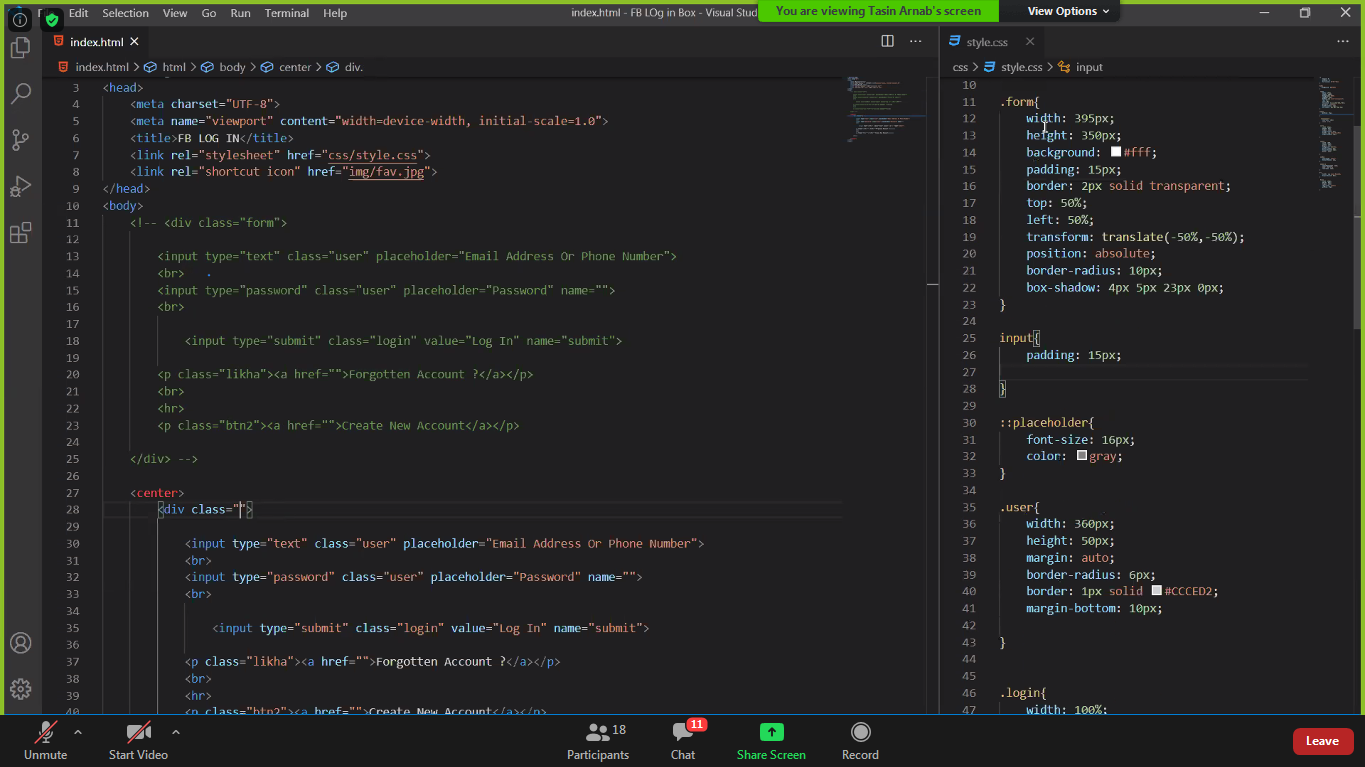 Edit Selection View Go Run Terminal Help
index.html - FB LOg in Box - Visual Stud
You are viewing Tasin Arnab's screen
View Options
index.html
style.css
index.html > html > body > center > div.
css > style.css > input
3 <head>
4 <meta charset="UTF-8">
5 <meta name="viewport" content="width=device-width, initial-scale=1.0">
6 <title>FB LOG IN</title>
7 <link rel="stylesheet" href="css/style.css">
8 <link rel="shortcut icon" href="img/fav.jpg">
9 </head>
10 <body>
11 <!-- <div class="form">
12
13 <input type="text" class="user" placeholder="Email Address Or Phone Number">
14 <br>
15 <input type="password" class="user" placeholder="Password" name="">
16 <br>
17
18 <input type="submit" class="login" value="Log In" name="submit">
19
20 <p class="likha"><a href="">Forgotten Account ?</a></p>
21 <br>
22 <hr>
23 <p class="btn2"><a href="">Create New Account</a></p>
24
25 </div> -->
26
27 <center>
28 <div class="">
29
30 <input type="text" class="user" placeholder="Email Address Or Phone Number">
31 <br>
32 <input type="password" class="user" placeholder="Password" name="">
33 <br>
34
35 <input type="submit" class="login" value="Log In" name="submit">
36
37 <p class="likha"><a href="">Forgotten Account ?</a></p>
38 <br>
39 <hr>
40 <p class="btn2"><a href="">Create New Account</a></p>
10
11 .form{
12 width: 395px;
13 height: 350px;
14 background: #fff;
15 padding: 15px;
16 border: 2px solid transparent;
17 top: 50%;
18 left: 50%;
19 transform: translate(-50%,-50%);
20 position: absolute;
21 border-radius: 10px;
22 box-shadow: 4px 5px 23px 0px;
23 }
24
25 input{
26 padding: 15px;
27
28 }
29
30 ::placeholder{
31 font-size: 16px;
32 color: gray;
33 }
34
35 .user{
36 width: 360px;
37 height: 50px;
38 margin: auto;
39 border-radius: 6px;
40 border: 1px solid #CCCED2;
41 margin-bottom: 10px;
42
43 }
44
45
46 .login{
47 width: 100%;
Unmute
Start Video
Participants 18
Chat 11
Share Screen
Record
Leave